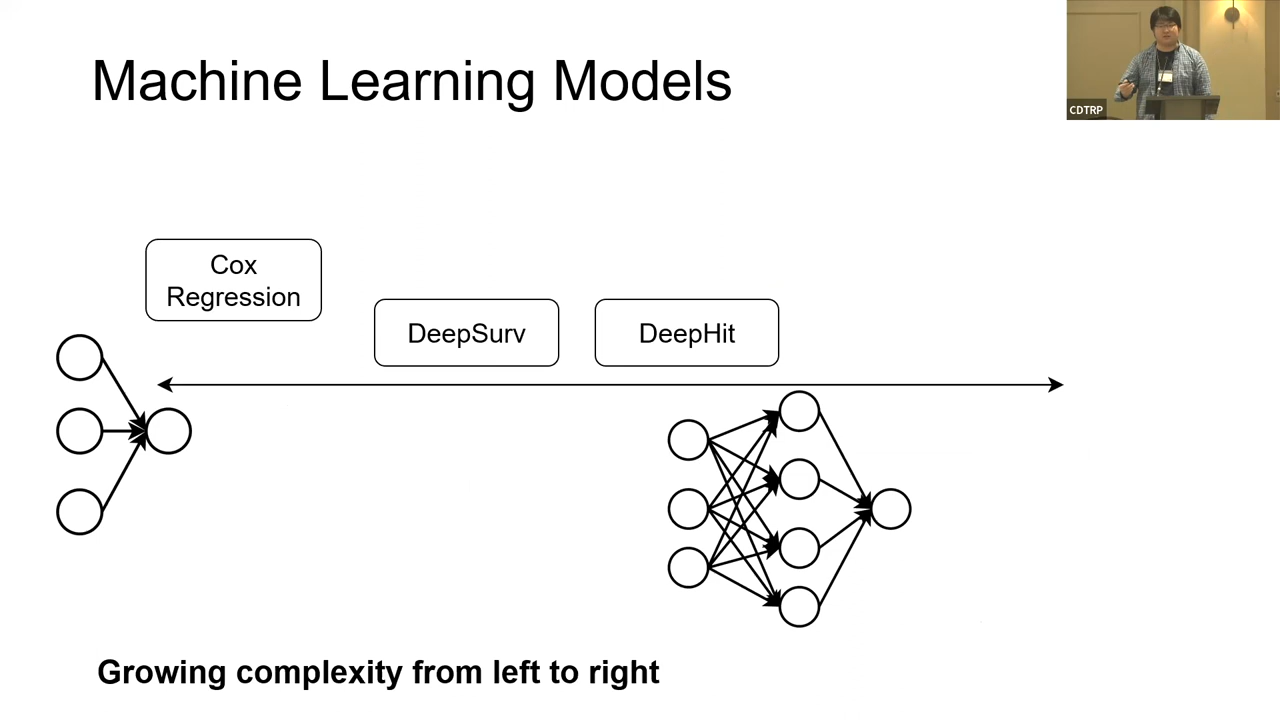 Machine Learning Models
CDTRP
Cox
Regression
DeepSurv
DeepHit
Growing complexity from left to right